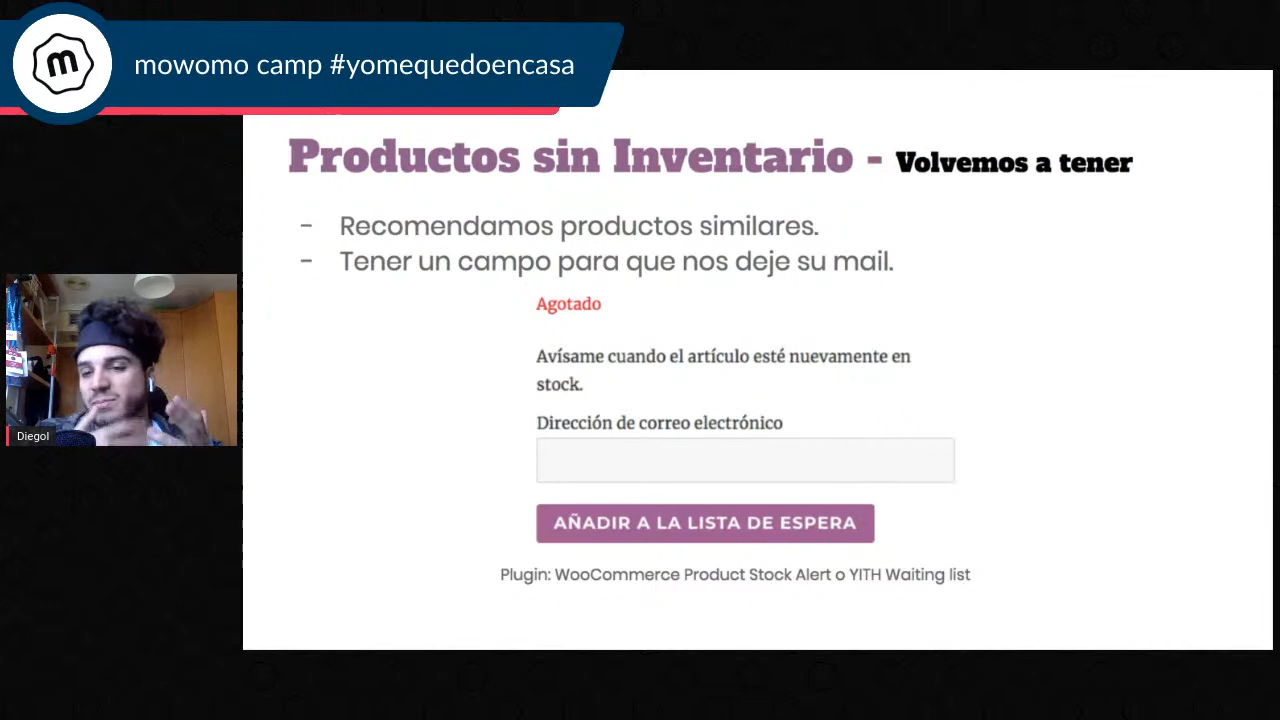 m
mowomo camp #yomequedoencasa
Productos sin Inventario - Volvemos a tener
- Recomendamos productos similares.
- Tener un campo para que nos deje su mail.
Agotado
Avísame cuando el artículo esté nuevamente en
stock.
Dirección de correo electrónico
AÑADIR A LA LISTA DE ESPERA
Plugin: WooCommerce Product Stock Alert o YITH Waiting list
Diegol